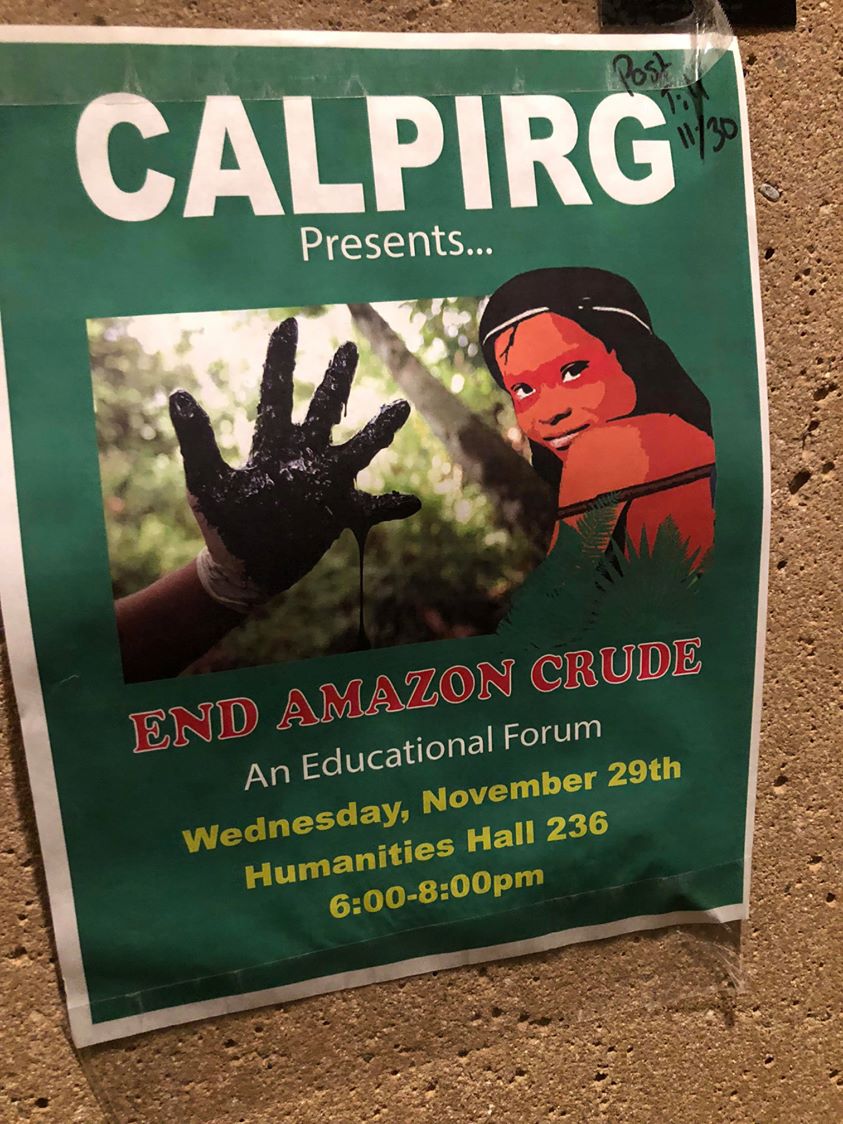 Post
Till
11/30
CALPIRG
Presents...
END AMAZON CRUDE
An Educational Forum
Wednesday, November 29th
Humanities Hall 236
6:00-8:00pm